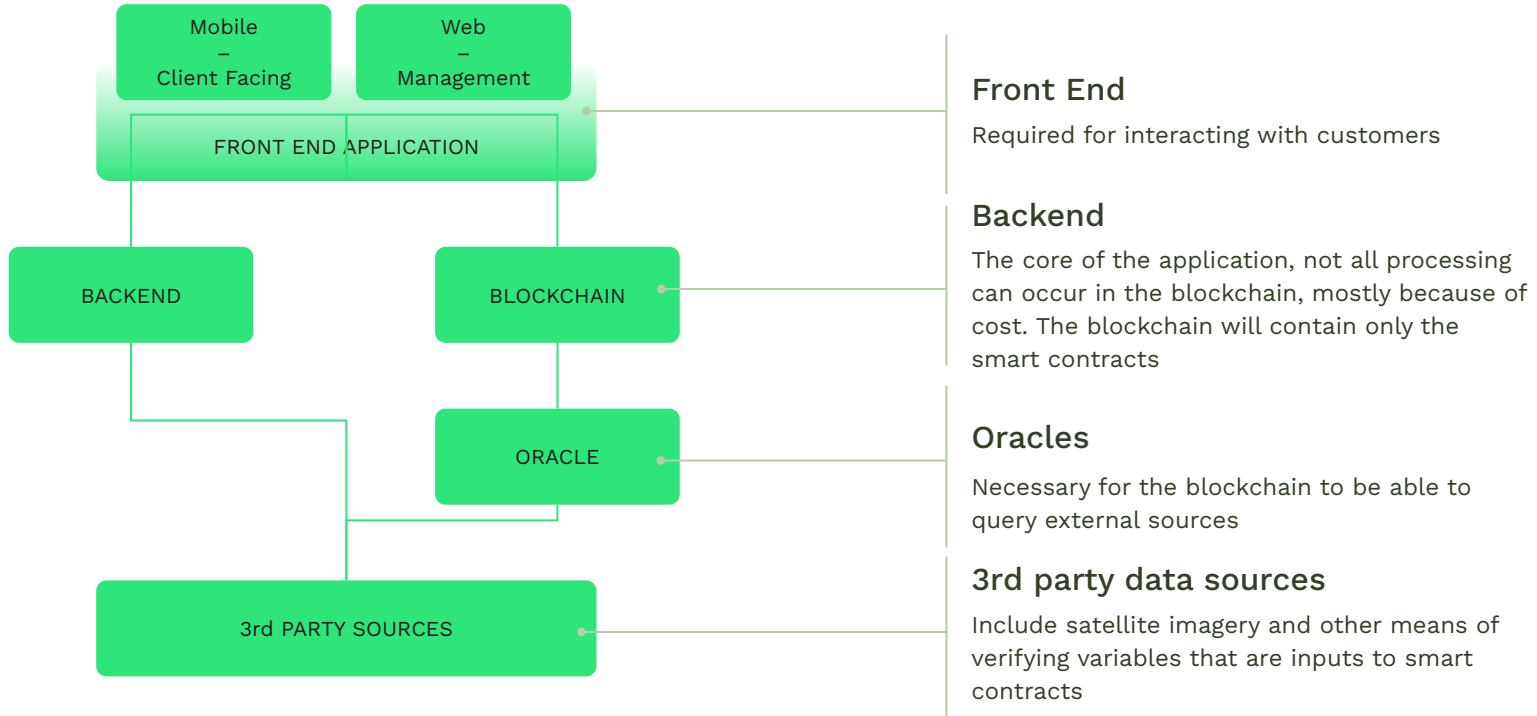 Mobile
–
Client Facing
Web
–
Management
FRONT END APPLICATION
BACKEND
BLOCKCHAIN
ORACLE
3rd PARTY SOURCES
Front End
Required for interacting with customers
Backend
The core of the application, not all processing
can occur in the blockchain, mostly because of
cost. The blockchain will contain only the
smart contracts
Oracles
Necessary for the blockchain to be able to
query external sources
3rd party data sources
Include satellite imagery and other means of
verifying variables that are inputs to smart
contracts